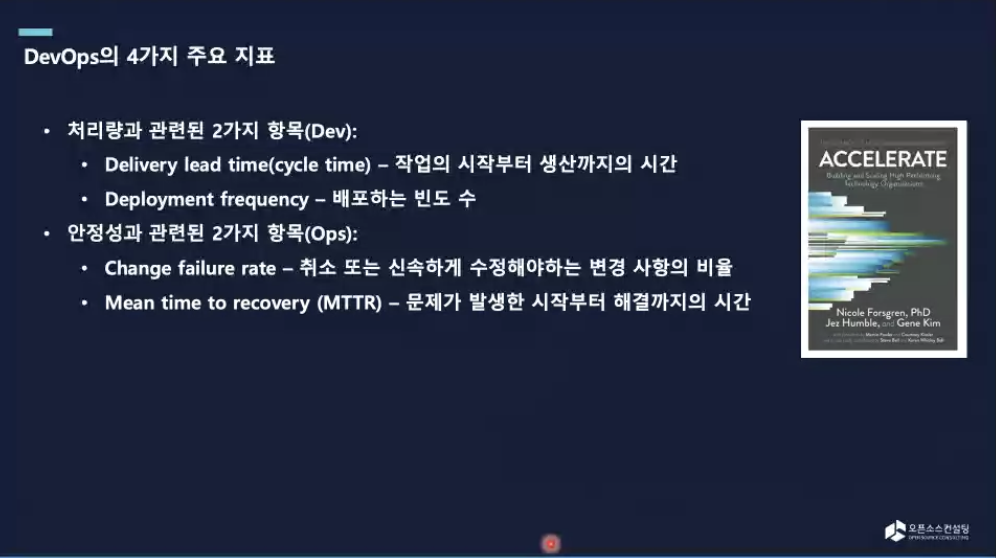 DevOps의 4가지 주요 지표
• 처리량과 관련된 2가지 항목(Dev):
• Delivery lead time(cycle time) – 작업의 시작부터 생산까지의 시간
• Deployment frequency – 배포하는 빈도 수
• 안정성과 관련된 2가지 항목(Ops):
• Change failure rate – 취소 또는 신속하게 수정해야하는 변경 사항의 비율
• Mean time to recovery (MTTR) – 문제가 발생한 시작부터 해결까지의 시간
ACCELERATE
Building and Scaling High Performing
Technology Organizations
Nicole Forsgren, PhD
Jez Humble, and Gene Kim
오픈소스컨설팅
OPEN SOURCE CONSULTING